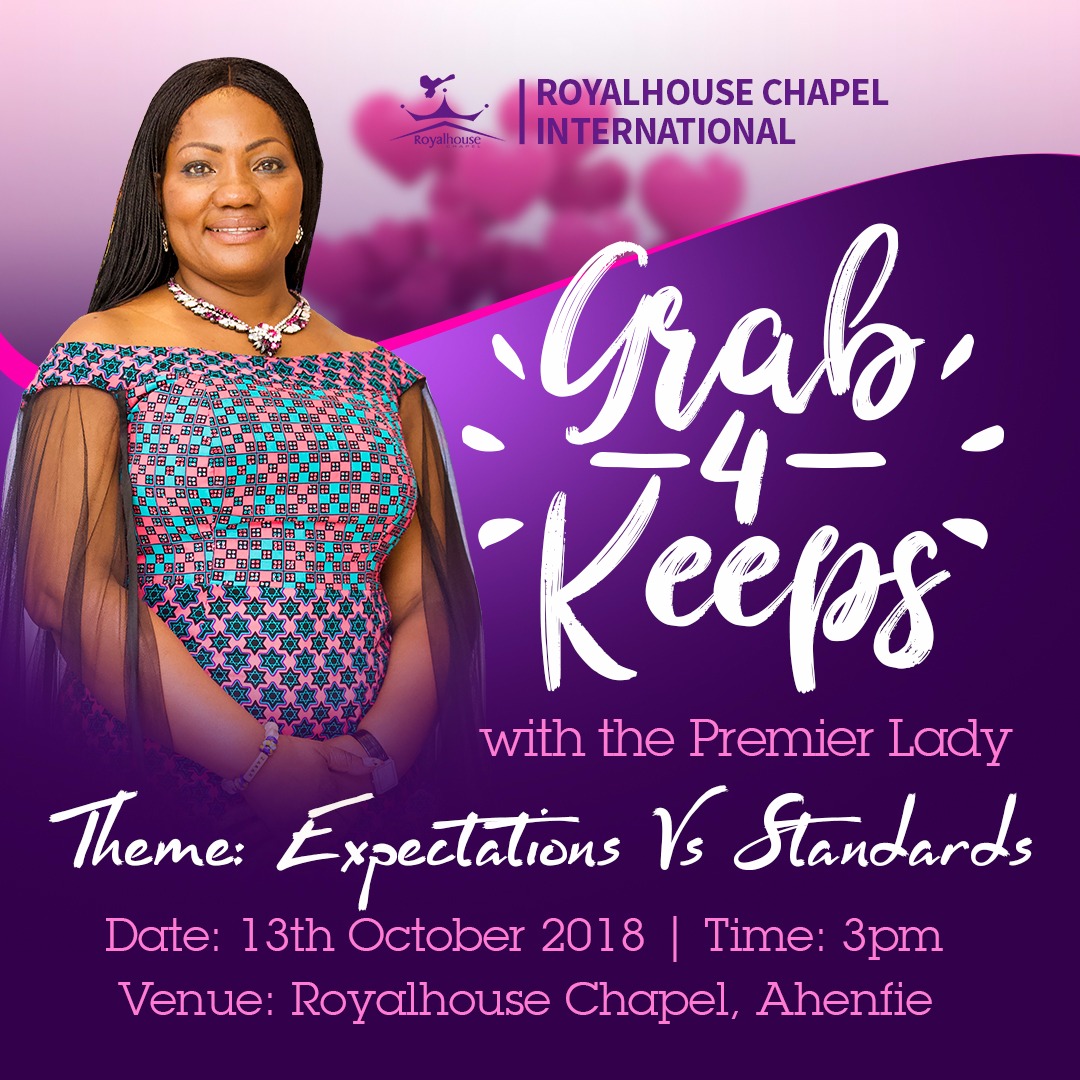 Royalhouse
CHAPEL
ROYALHOUSE CHAPEL
INTERNATIONAL
Grab
4
Keeps
with the Premier Lady
Theme: Expectations Vs Standards
Date: 13th October 2018 | Time: 3pm
Venue: Royalhouse Chapel, Ahenfie